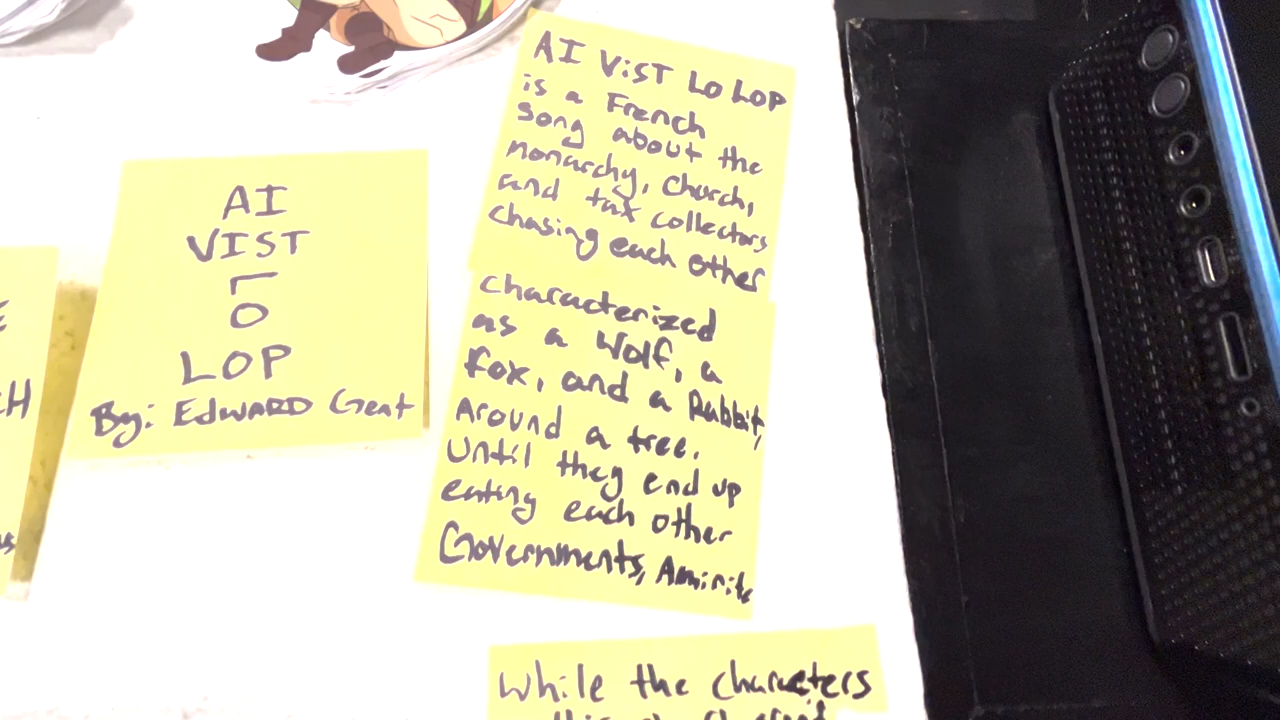 AI
VIST
L
O
LOP
By: EDWARD Gent
AI ViST LO LOP
is a French
Song about the
monarchy, Church,
and tax collectors
chasing each other
characterized
as a Wolf, a
Fox, and a Rabbit,
Around a tree.
Until they end up
eating each other
Governments, Amirite
While the characters